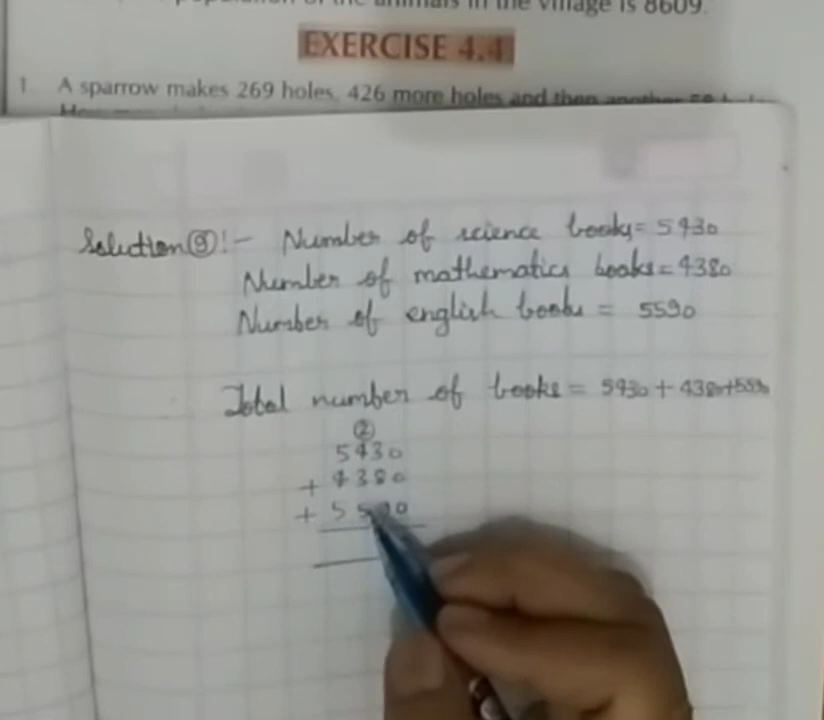 population of the animals in the village is 8609.
EXERCISE 4.4
1. A sparrow makes 269 holes, 426 more holes and then another
Solution ⑨:- Number of science books = 5430
Number of mathematics books = 4380
Number of english books = 5590
Total number of books = 5430 + 4380 + 5590
②
5430
+ 4380
+ 5590